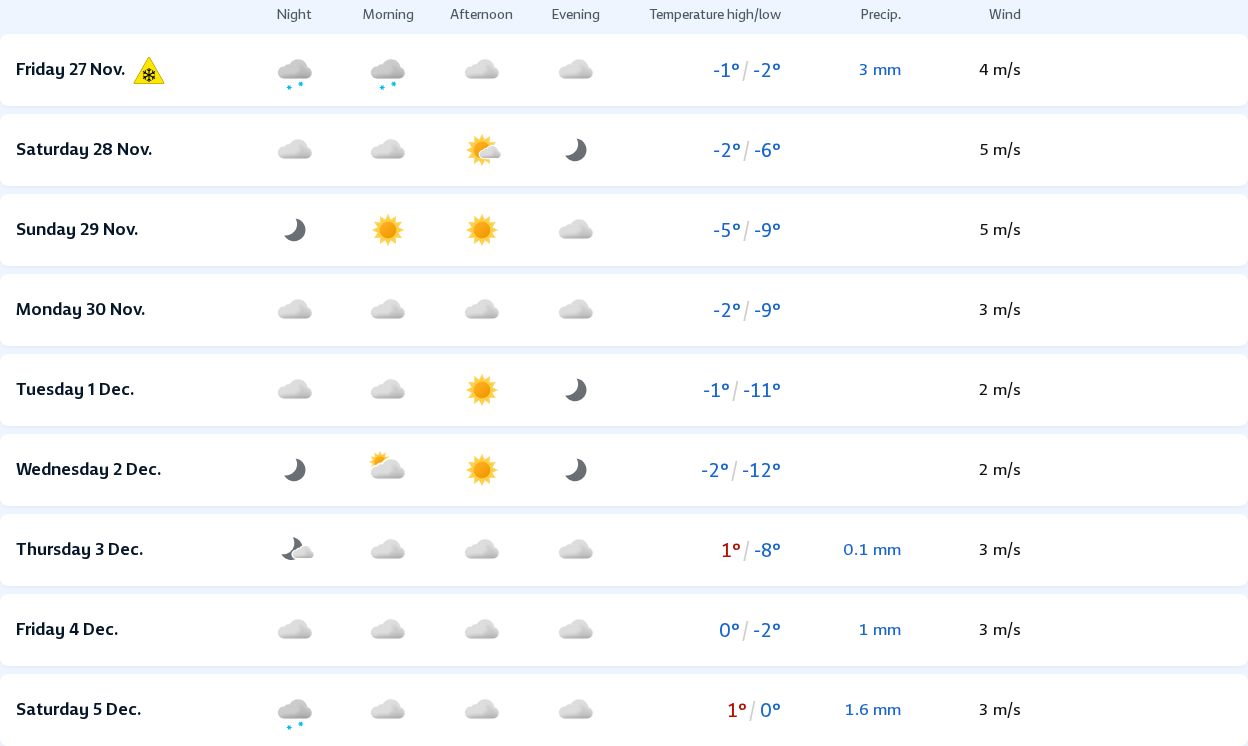 Night Morning Afternoon Evening Temperature high/low Precip. Wind
Friday 27 Nov. -1°/ -2° 3 mm 4 m/s
Saturday 28 Nov. -2°/ -6° 5 m/s
Sunday 29 Nov. -5°/ -9° 5 m/s
Monday 30 Nov. -2°/ -9° 3 m/s
Tuesday 1 Dec. -1°/ -11° 2 m/s
Wednesday 2 Dec. -2°/ -12° 2 m/s
Thursday 3 Dec. 1°/ -8° 0.1 mm 3 m/s
Friday 4 Dec. 0°/ -2° 1 mm 3 m/s
Saturday 5 Dec. 1°/ 0° 1.6 mm 3 m/s